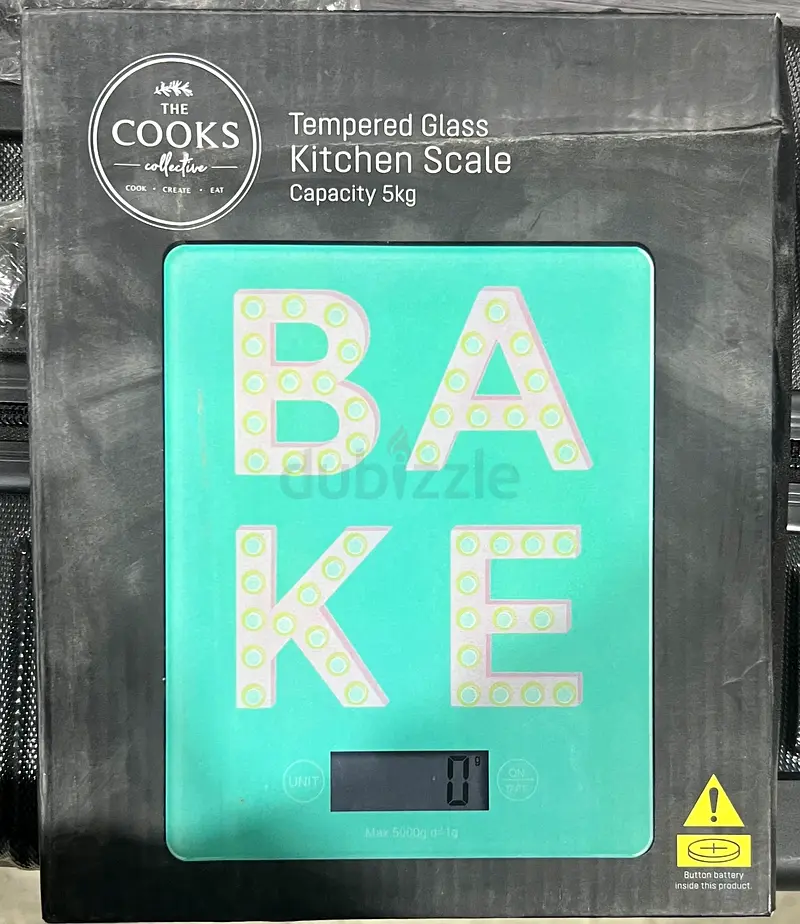 THE
COOKS
collective
COOK · CREATE · EAT
Tempered Glass
Kitchen Scale
Capacity 5kg
BA
KE
dubizzle
UNIT
0g
ON
TARE
Max 5000g d=1g
Button battery
inside this product.